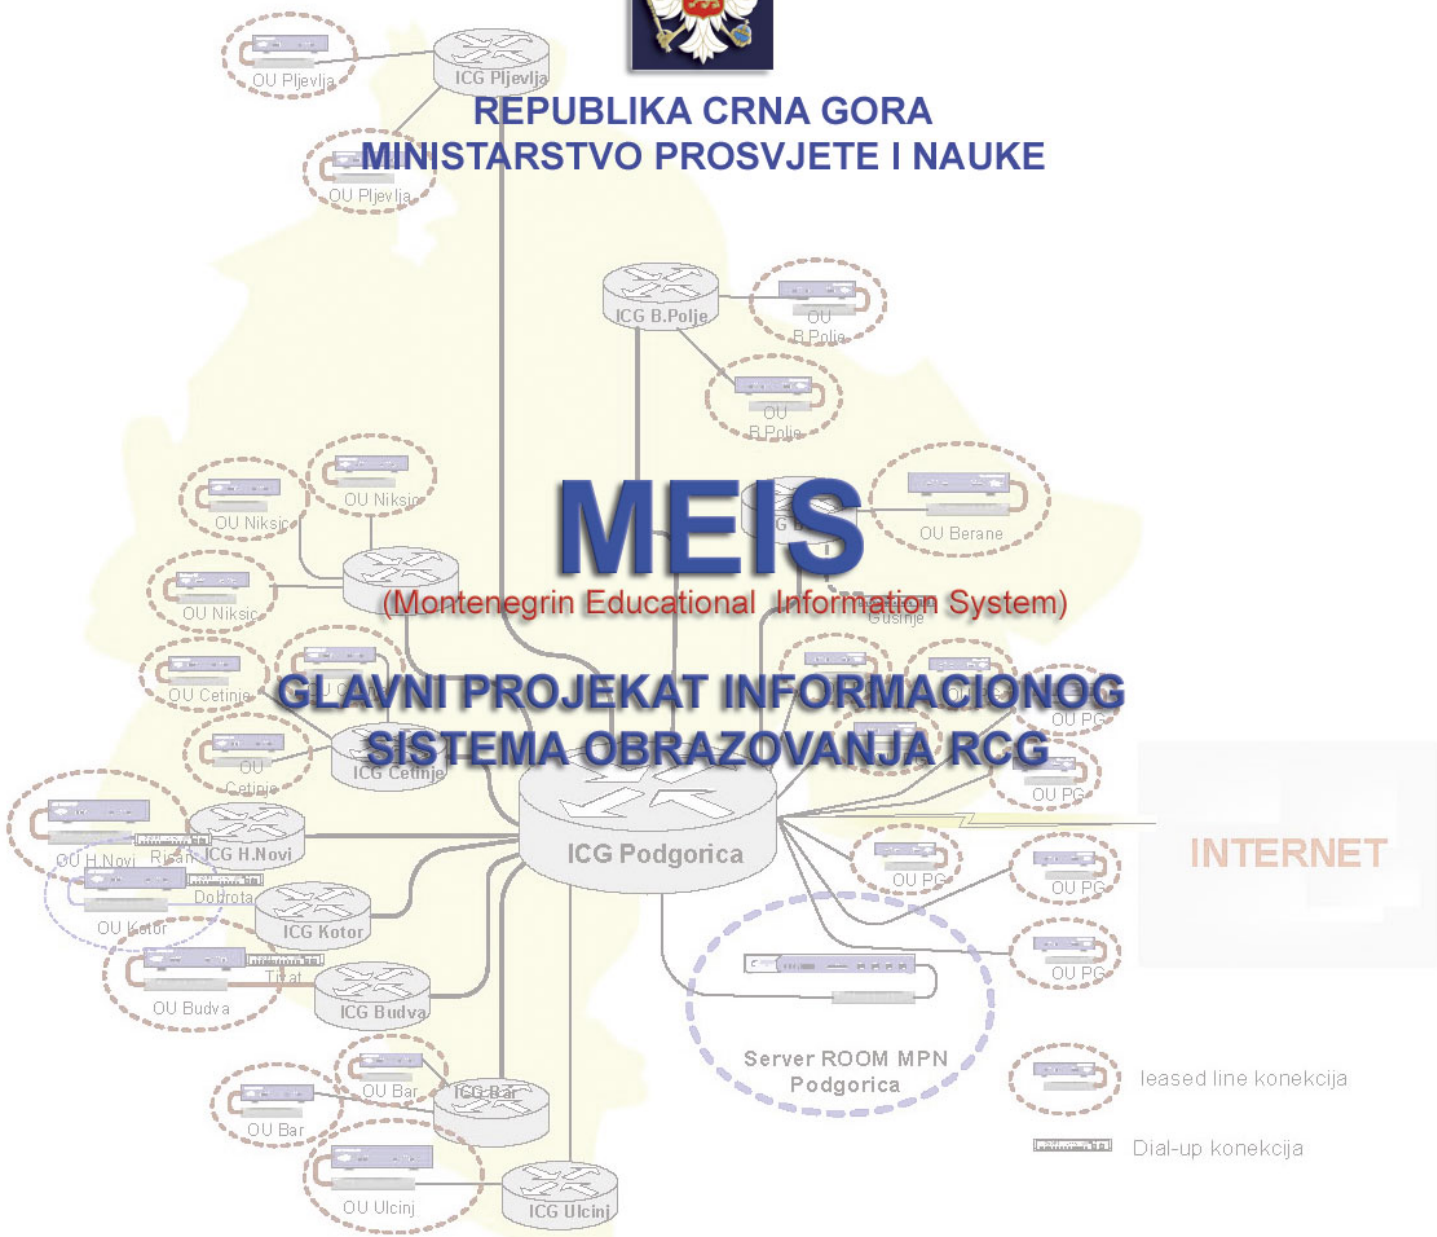 OU Pljevlja
ICG Pljevlja
REPUBLIKA CRNA GORA
MINISTARSTVO PROSVJETE I NAUKE
OU Pljevlja
ICG B.Polje
OU
B.Polje
OU
B.Polje
OU Niksic
OU Niksic
MEIS
OU Berane
OU Niksic
(Montenegrin Educational Information System)
Gusinje
OU Cetinje
GLAVNI PROJEKAT INFORMACIONOG
OU PG
SISTEMA OBRAZOVANJA RCG
OU
Cetinje
ICG Cetinje
OU PG
OU H.Novi
Risan
ICG H.Novi
ICG Podgorica
INTERNET
OU PG
OU PG
Dobrota
OU Kotor
ICG Kotor
Tivat
OU PG
OU Budva
ICG Budva
Server ROOM MPN
Podgorica
leased line konekcija
OU Bar
ICG Bar
OU Bar
Dial-up konekcija
OU Ulcinj
ICG Ulcinj